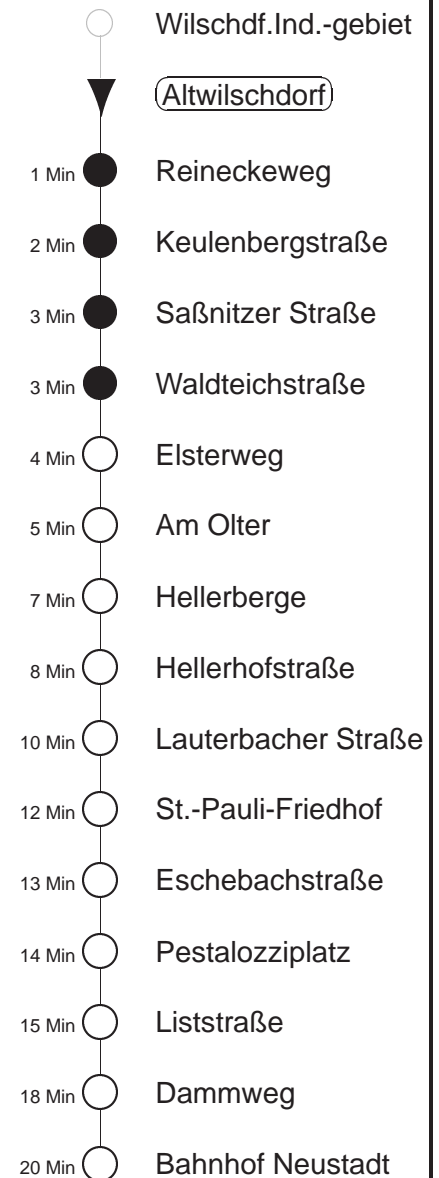 Wilschdf.Ind.-gebiet
Altwilschdorf
1 Min Reineckeweg
2 Min Keulenbergstraße
3 Min Saßnitzer Straße
3 Min Waldteichstraße
4 Min Elsterweg
5 Min Am Olter
7 Min Hellerberge
8 Min Hellerhofstraße
10 Min Lauterbacher Straße
12 Min St.-Pauli-Friedhof
13 Min Eschebachstraße
14 Min Pestalozziplatz
15 Min Liststraße
18 Min Dammweg
20 Min Bahnhof Neustadt